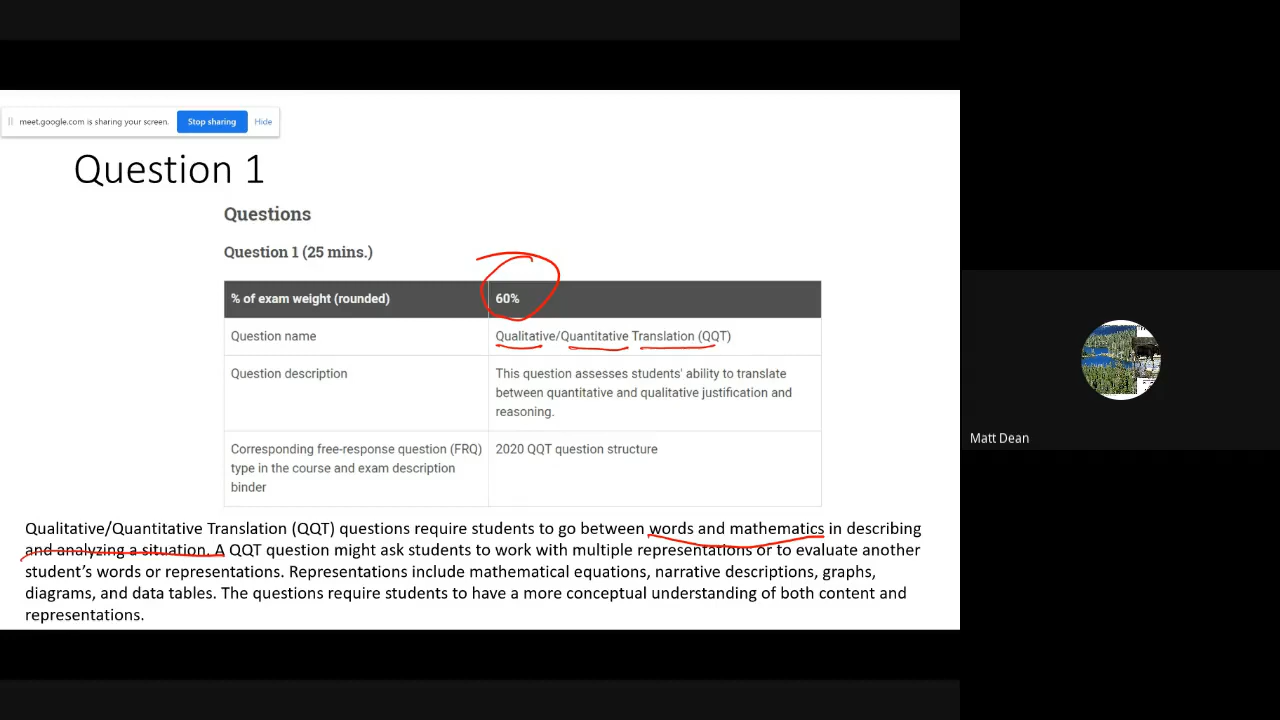 meet.google.com is sharing your screen.
Stop sharing
Hide
Question 1
Questions
Question 1 (25 mins.)
% of exam weight (rounded)
60%
Question name
Qualitative/Quantitative Translation (QQT)
Question description
This question assesses students' ability to translate
between quantitative and qualitative justification and
reasoning.
Corresponding free-response question (FRQ)
type in the course and exam description
binder
2020 QQT question structure
Qualitative/Quantitative Translation (QQT) questions require students to go between words and mathematics in describing
and analyzing a situation. A QQT question might ask students to work with multiple representations or to evaluate another
student’s words or representations. Representations include mathematical equations, narrative descriptions, graphs,
diagrams, and data tables. The questions require students to have a more conceptual understanding of both content and
representations.
Matt Dean